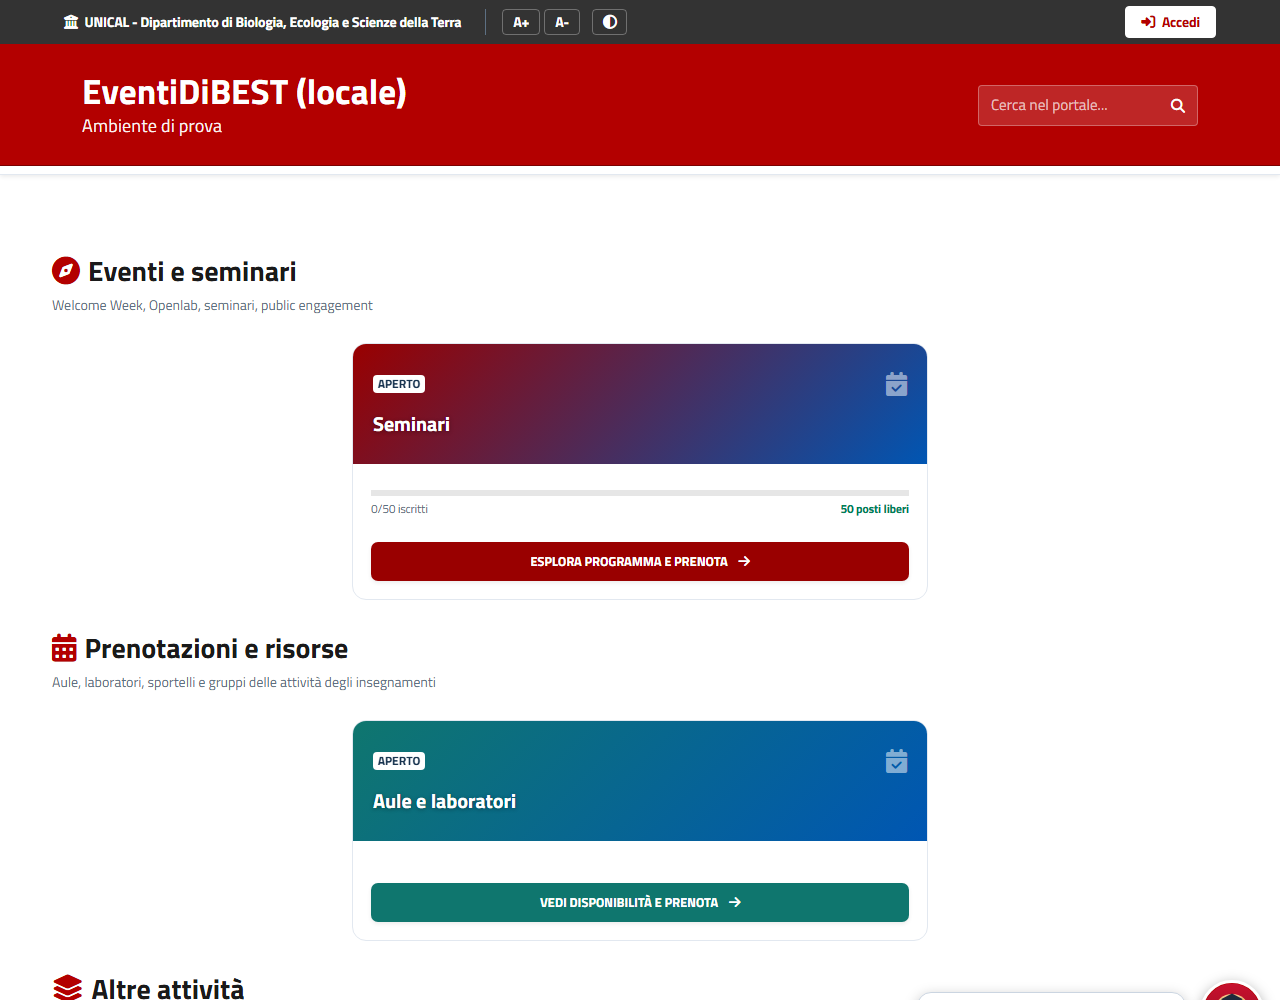 UNICAL - Dipartimento di Biologia, Ecologia e Scienze della Terra
A+
A-
Accedi
EventiDiBEST (locale)
Ambiente di prova
Cerca nel portale...
Eventi e seminari
Welcome Week, Openlab, seminari, public engagement
APERTO
Seminari
0/50 iscritti
50 posti liberi
ESPLORA PROGRAMMA E PRENOTA
Prenotazioni e risorse
Aule, laboratori, sportelli e gruppi delle attività degli insegnamenti
APERTO
Aule e laboratori
VEDI DISPONIBILITÀ E PRENOTA
Altre attività